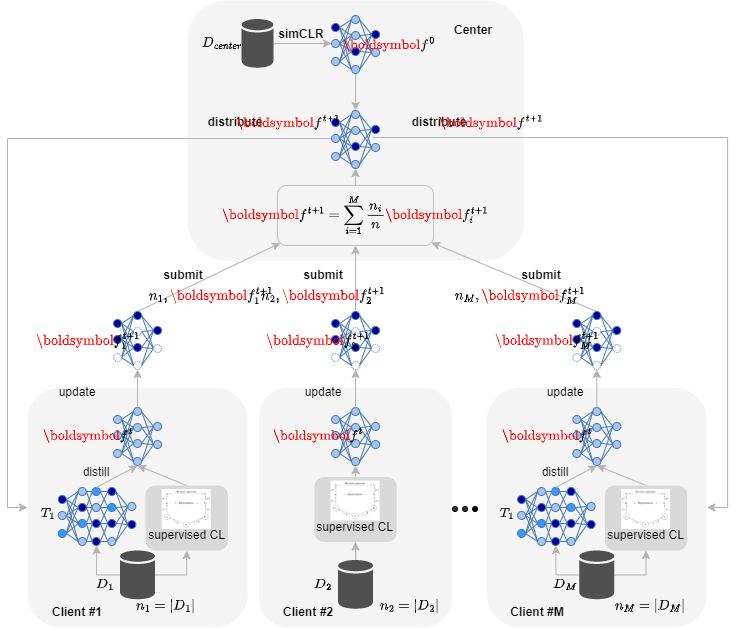 simCLR
Center
D_center
\boldsymbol f^0
distribute \boldsymbol f^{t+1}
distribute \boldsymbol f^{t+1}
\boldsymbol f^{t+1} = \sum_{i=1}^{M} \frac{n_i}{n} \boldsymbol f_i^{t+1}
submit
submit
submit
n_1, \boldsymbol f_1^{t+1}
n_2, \boldsymbol f_2^{t+1}
n_M, \boldsymbol f_M^{t+1}
\boldsymbol f_1^{t+1}
\boldsymbol f_2^{t+1}
\boldsymbol f_M^{t+1}
update
update
update
\boldsymbol f^t
\boldsymbol f^t
\boldsymbol f^t
distill
distill
T_1
supervised CL
supervised CL
T_1
supervised CL
D_1
D_2
D_M
n_1 = |D_1|
n_2 = |D_2|
n_M = |D_M|
Client #1
Client #2
Client #M